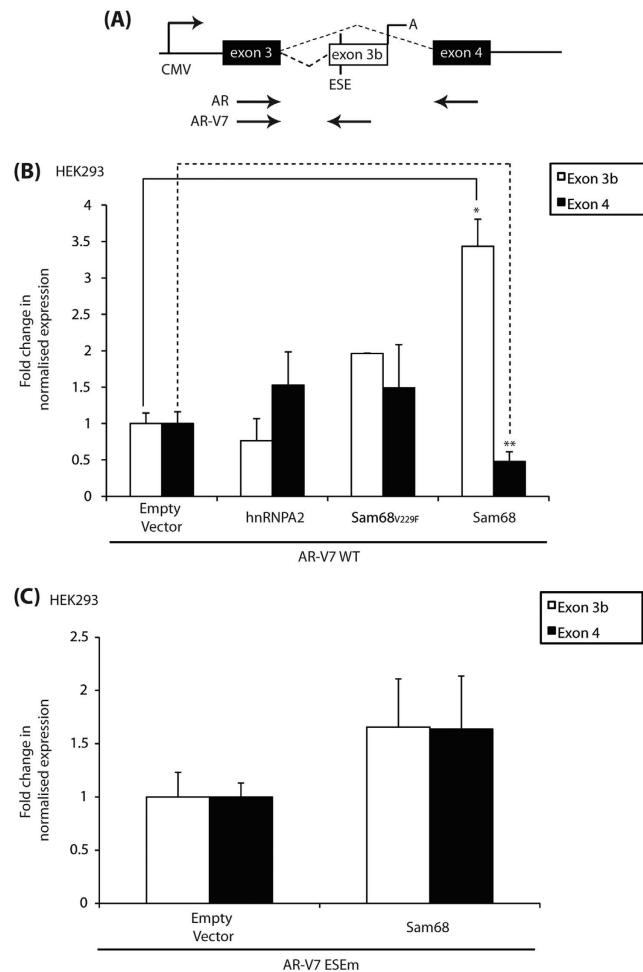 (A)
A
exon 3
exon 3b
exon 4
CMV
ESE
AR
AR-V7
(B) HEK293
Exon 3b
Exon 4
4
3.5
3
2.5
2
1.5
1
0.5
0
Fold change in
normalised expression
*
**
Empty
Vector
hnRNPA2
Sam68V229F
Sam68
AR-V7 WT
(C) HEK293
Exon 3b
Exon 4
2.5
2
1.5
1
0.5
0
Fold change in
normalised expression
Empty
Vector
Sam68
AR-V7 ESEm